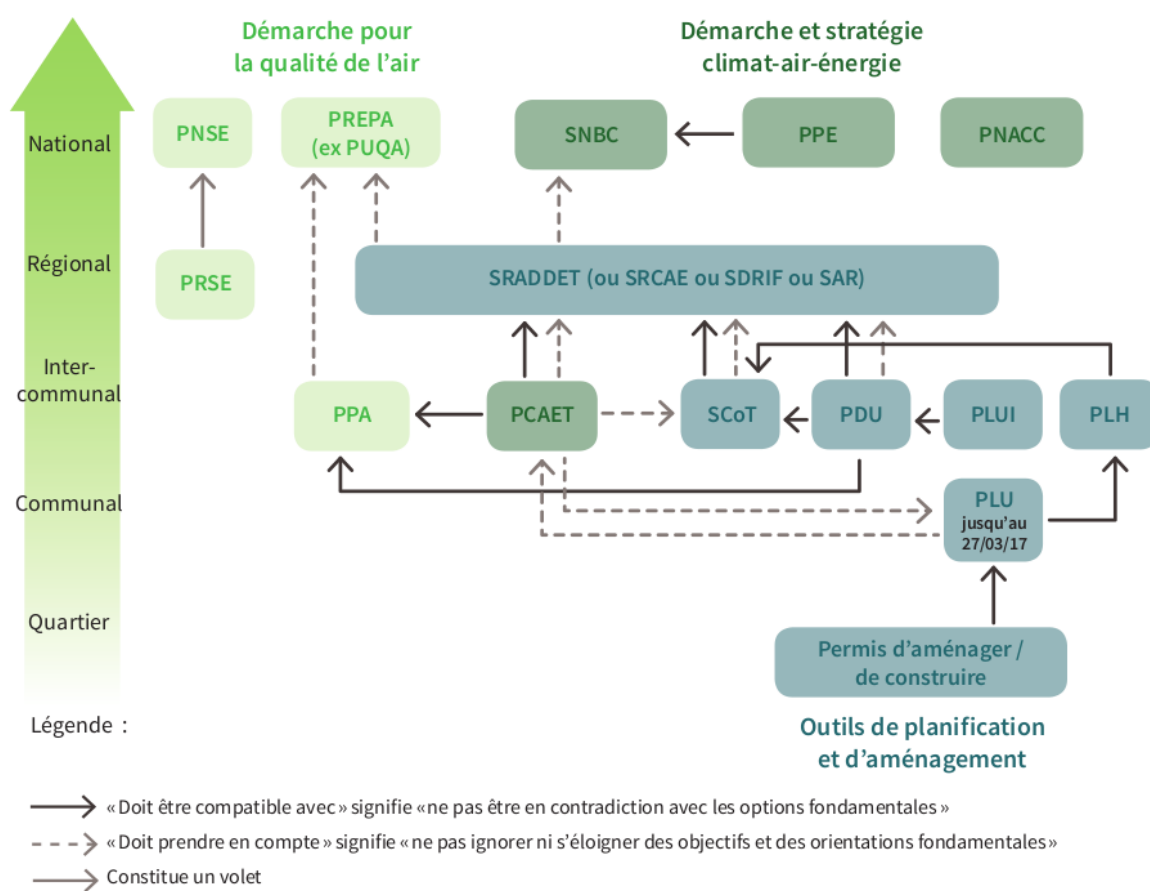 Démarche pour
la qualité de l’air
Démarche et stratégie
climat-air-énergie
National
PNSE
PREPA
(ex PUQA)
SNBC
PPE
PNACC
Régional
PRSE
SRADDET (ou SRCAE ou SDRIF ou SAR)
Inter-
communal
PPA
PCAET
SCoT
PDU
PLUI
PLH
Communal
PLU
jusqu’au
27/03/17
Quartier
Permis d’aménager /
de construire
Légende :
Outils de planification
et d’aménagement
« Doit être compatible avec » signifie « ne pas être en contradiction avec les options fondamentales »
« Doit prendre en compte » signifie « ne pas ignorer ni s’éloigner des objectifs et des orientations fondamentales »
Constitue un volet